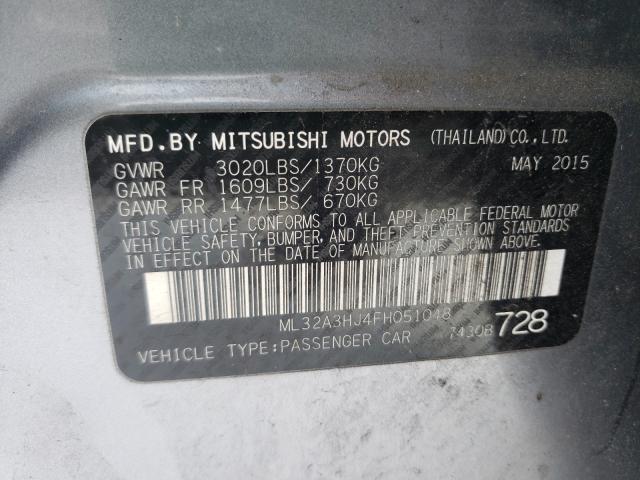 MFD.BY MITSUBISHI MOTORS (THAILAND)CO.,LTD.
GVWR 3020LBS/1370KG MAY 2015
GAWR FR 1609LBS/ 730KG
GAWR RR 1477LBS/ 670KG
THIS VEHICLE CONFORMS TO ALL APPLICABLE FEDERAL MOTOR
VEHICLE SAFETY, BUMPER, AND THEFT PREVENTION STANDARDS
IN EFFECT ON THE DATE OF MANUFACTURE SHOWN ABOVE.
ML32A3HJ4FH051048
74308 728
VEHICLE TYPE:PASSENGER CAR